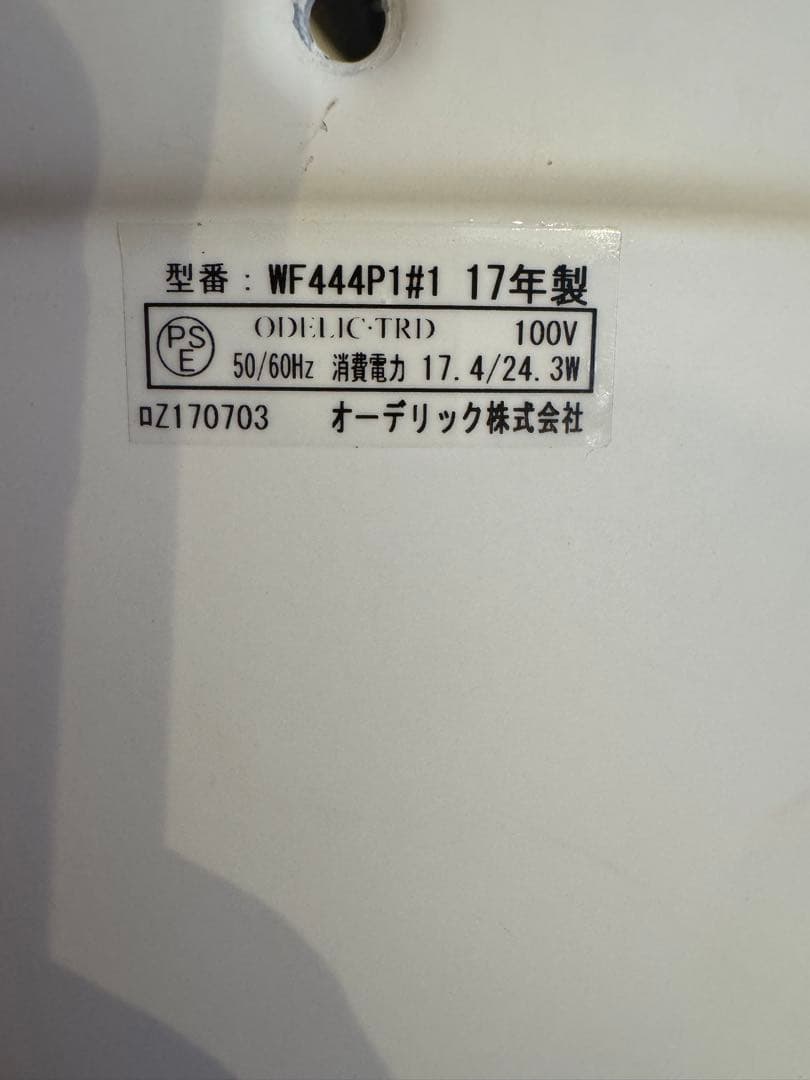 型番：WF444P1#1 17年製
PSE ODELIC・TRD 100V
50/60Hz 消費電力 17.4/24.3W
ロZ170703 オーデリック株式会社